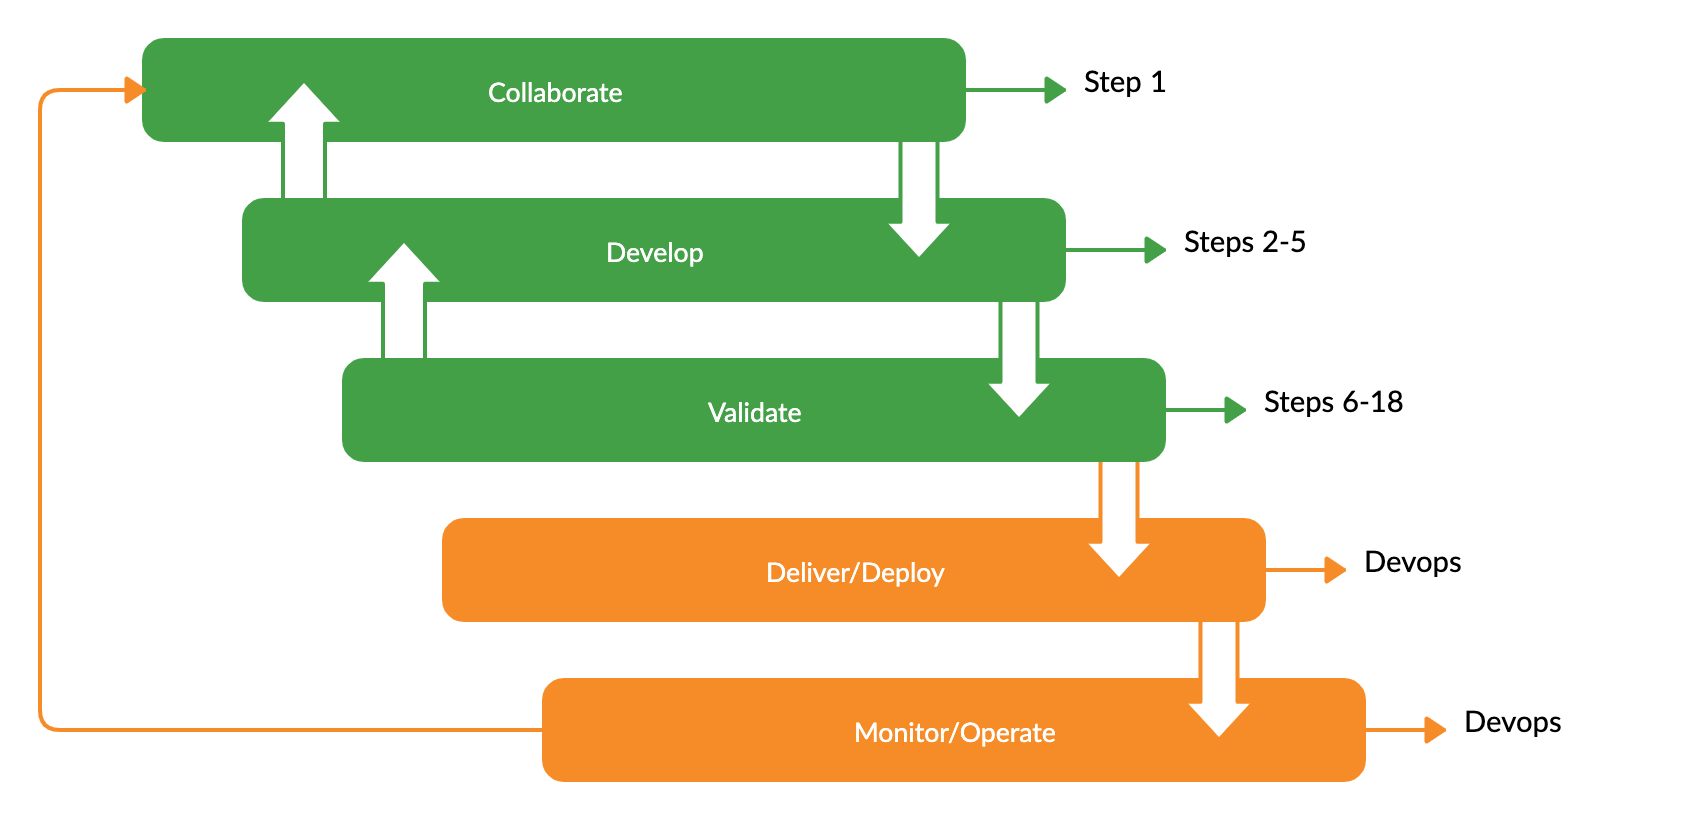 Collaborate
Step 1
Develop
Steps 2-5
Validate
Steps 6-18
Deliver/Deploy
Devops
Monitor/Operate
Devops